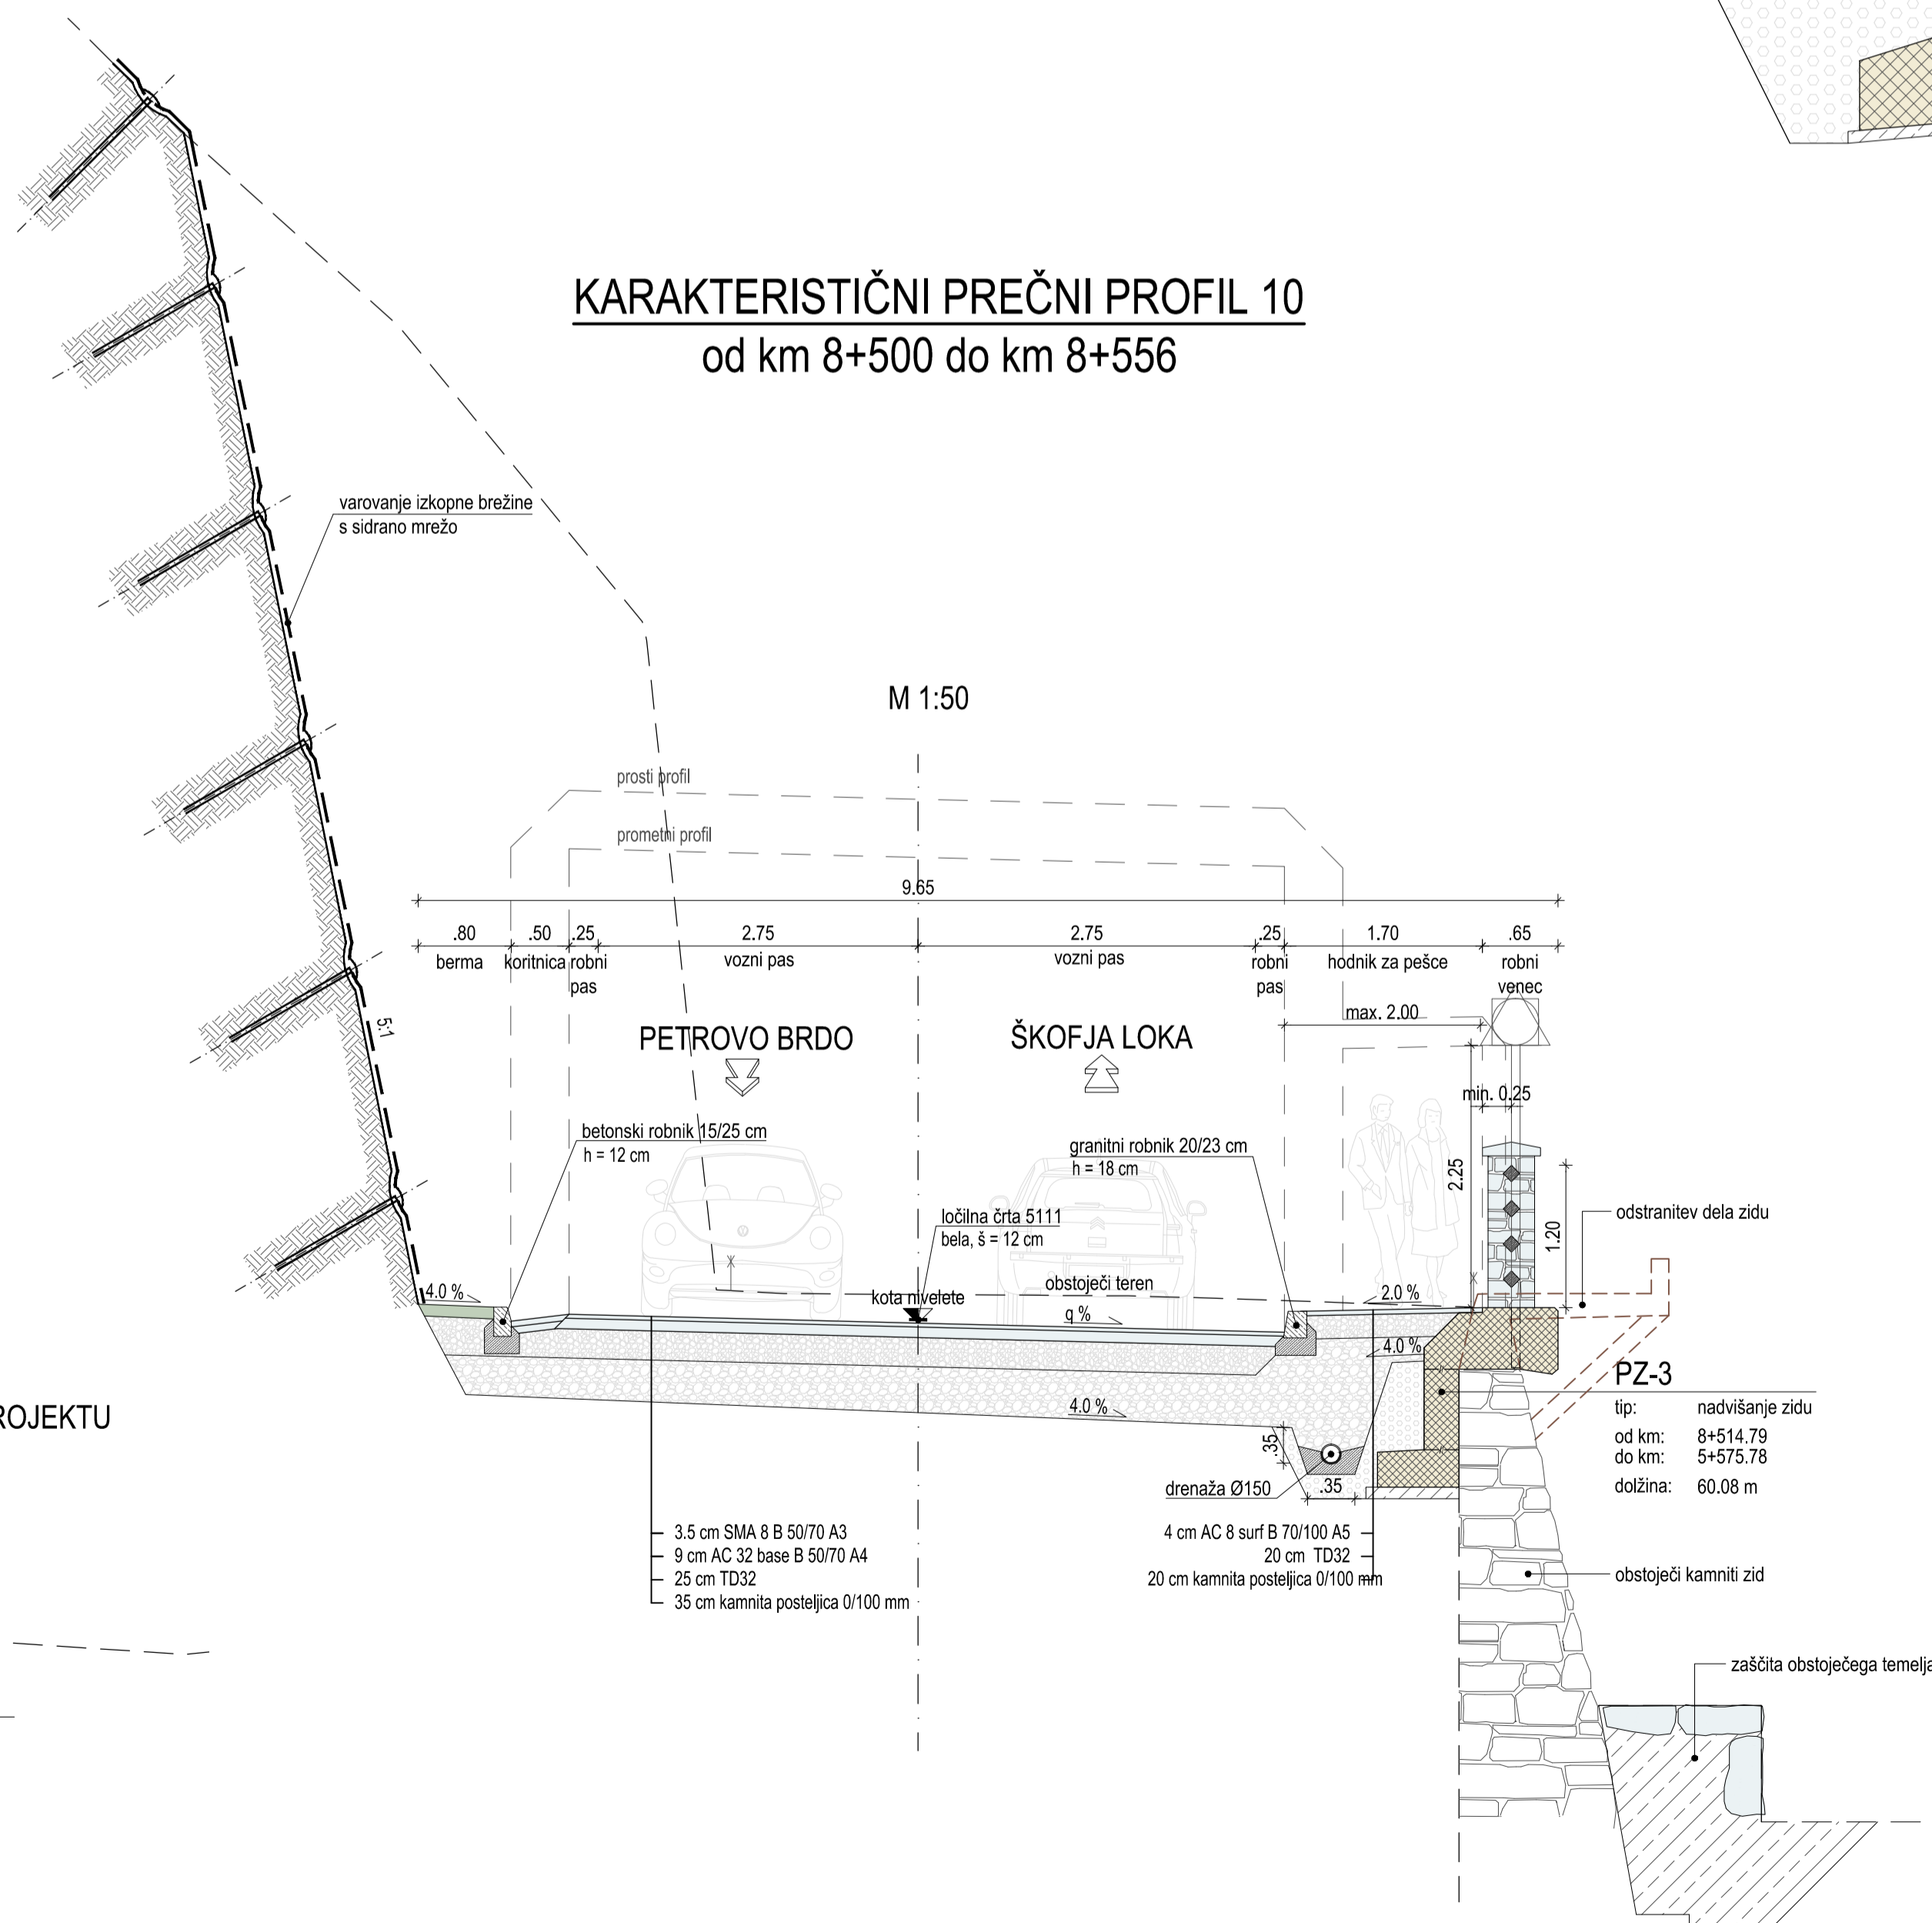 KARAKTERISTIČNI PREČNI PROFIL 10
od km 8+500 do km 8+556
varovanje izkopne brežine
s sidrano mrežo
M 1:50
prosti profil
prometni profil
9.65
.80 .50 .25 2.75 2.75 .25 1.70 .65
berma koritnica robni pas vozni pas vozni pas robni pas hodnik za pešce robni venec
max. 2.00
5:1
PETROVO BRDO
ŠKOFJA LOKA
min. 0.25
betonski robnik 15/25 cm
h = 12 cm
granitni robnik 20/23 cm
h = 18 cm
2.25
1.20
ločilna črta 5111
bela, š = 12 cm
odstranitev dela zidu
4.0 %
kota nivelete
obstoječi teren
q %
2.0 %
4.0 %
4.0 %
PZ-3
tip: nadvišanje zidu
od km: 8+514.79
do km: 5+575.78
dolžina: 60.08 m
ROJEKTU
.35
drenaža Ø150
.35
3.5 cm SMA 8 B 50/70 A3
9 cm AC 32 base B 50/70 A4
25 cm TD32
35 cm kamnita posteljica 0/100 mm
4 cm AC 8 surf B 70/100 A5
20 cm TD32
20 cm kamnita posteljica 0/100 mm
obstoječi kamniti zid
zaščita obstoječega temelja